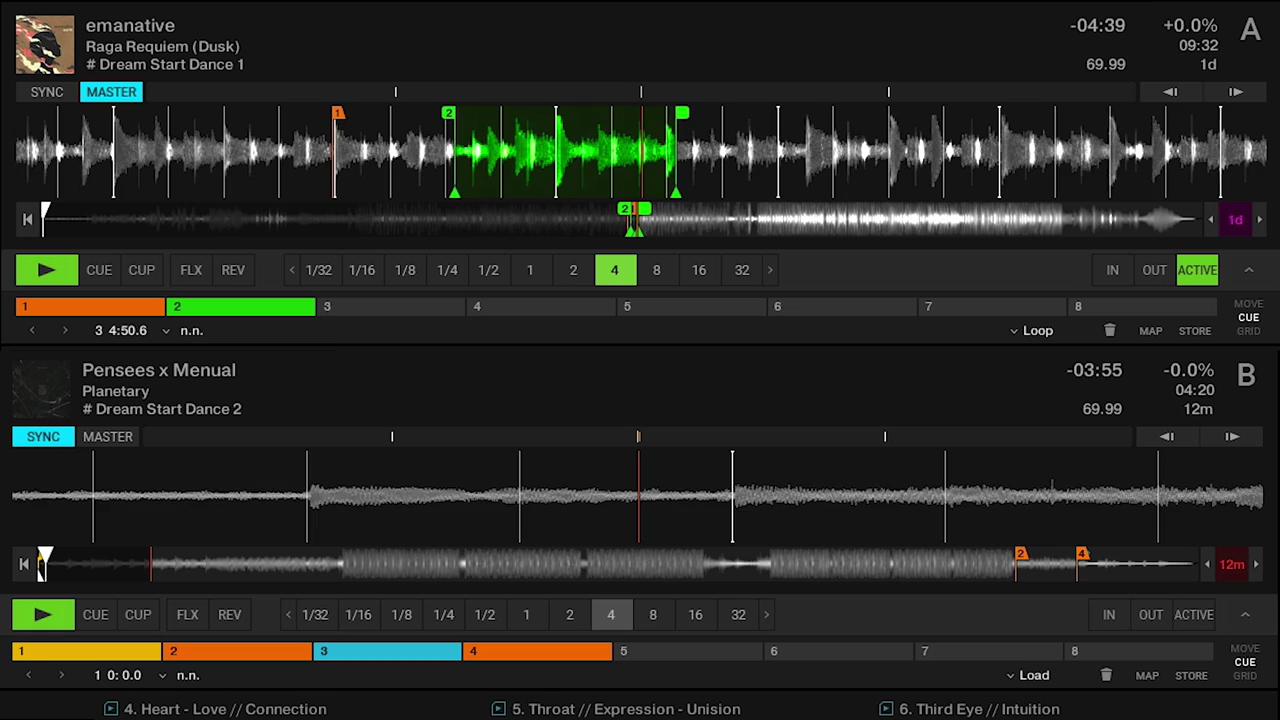 emanative
-04:39 +0.0% A
Raga Requiem (Dusk)
09:32
# Dream Start Dance 1
69.99 1d
SYNC MASTER
1 2
2 1
1d
CUE CUP FLX REV < 1/32 1/16 1/8 1/4 1/2 1 2 4 8 16 32 > IN OUT ACTIVE
1 2 3 4 5 6 7 8 MOVE
CUE
GRID
< > 3 4:50.6 n.n. Loop MAP STORE
Pensees x Menual
-03:55 -0.0% B
Planetary
04:20
# Dream Start Dance 2
69.99 12m
SYNC MASTER
2 4
12m
CUE CUP FLX REV < 1/32 1/16 1/8 1/4 1/2 1 2 4 8 16 32 > IN OUT ACTIVE
1 2 3 4 5 6 7 8 MOVE
CUE
GRID
< > 1 0:0.0 n.n. Load MAP STORE
4. Heart - Love // Connection 5. Throat // Expression - Unision 6. Third Eye // Intuition